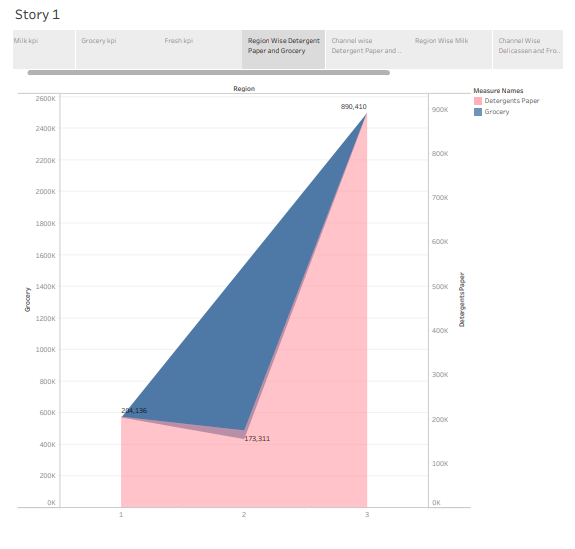 Story 1
Milk kpi
Grocery kpi
Fresh kpi
Region Wise Detergent
Paper and Grocery
Channel wise
Detergent Paper and ..
Region Wise Milk
Channel Wise
Delicassen and Fro..
Region
Measure Names
Detergents Paper
Grocery
2600K
2400K
2200K
2000K
1800K
1600K
1400K
1200K
1000K
800K
600K
400K
200K
0K
Grocery
890,410
204,136
173,311
900K
800K
700K
600K
500K
400K
300K
200K
100K
0K
Detergents Paper
1
2
3